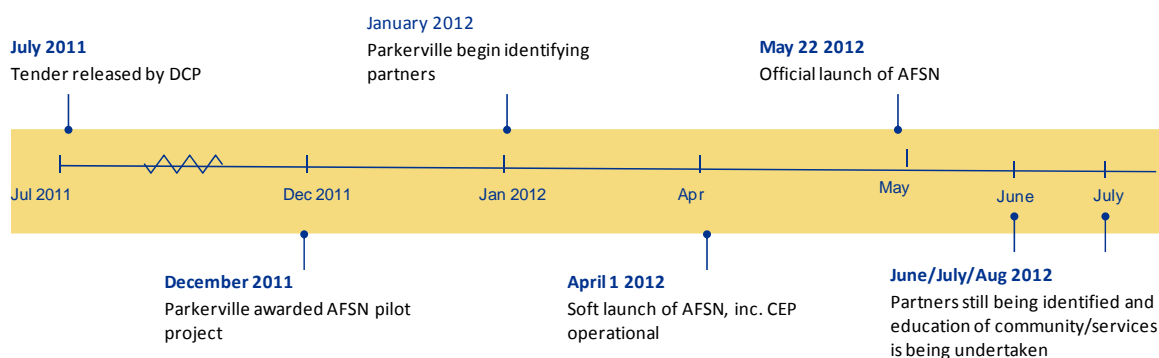 July 2011
Tender released by DCP
January 2012
Parkerville begin identifying
partners
May 22 2012
Official launch of AFSN
Jul 2011
Dec 2011
Jan 2012
Apr
May
June
July
December 2011
Parkerville awarded AFSN pilot
project
April 1 2012
Soft launch of AFSN, inc. CEP
operational
June/July/Aug 2012
Partners still being identified and
education of community/services
is being undertaken